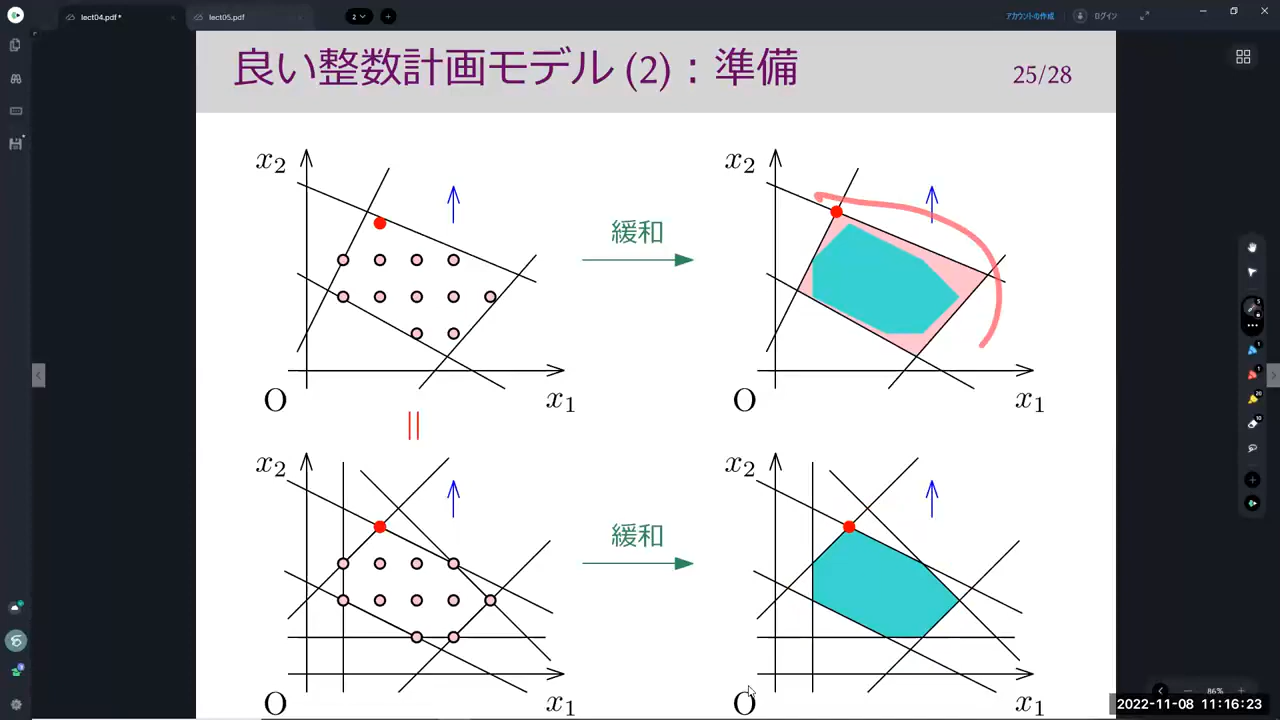 lect04.pdf *
lect05.pdf
2
アカウントの作成
ログイン
良い整数計画モデル (2)：準備
25/28
x2
緩和
x2
O
x1
O
x1
x2
緩和
x2
O
x1
O
x1
86%
2022-11-08 11:16:23